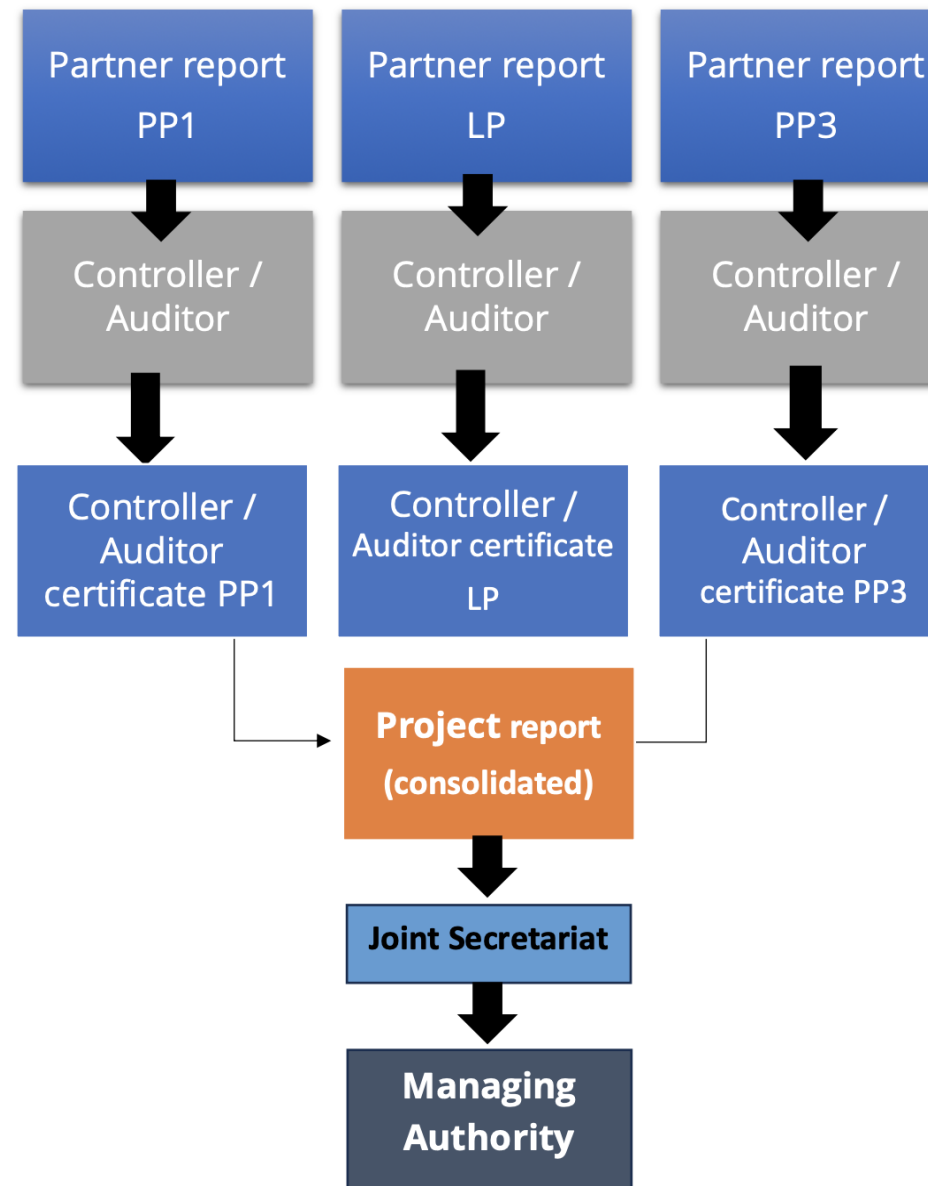 Partner report
PP1
Partner report
LP
Partner report
PP3
Controller /
Auditor
Controller /
Auditor
Controller /
Auditor
Controller /
Auditor
certificate PP1
Controller /
Auditor certificate
LP
Controller /
Auditor
certificate PP3
Project report
(consolidated)
Joint Secretariat
Managing
Authority